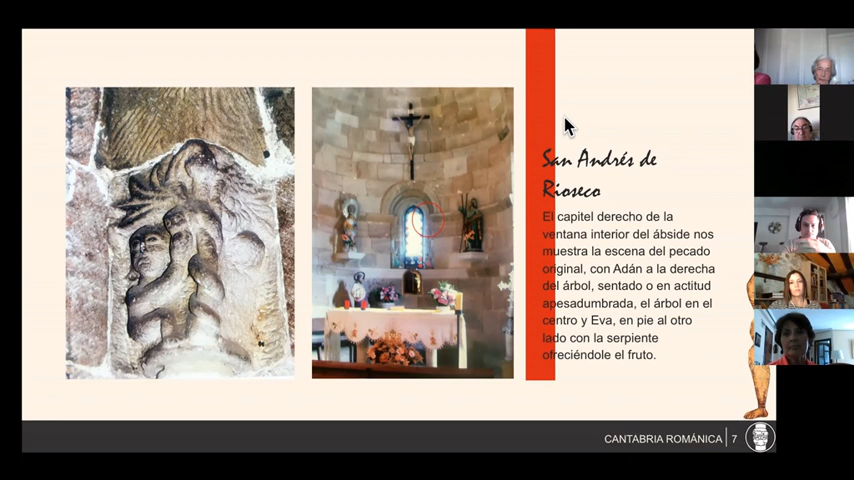 San Andrés de
Rioseco
El capitel derecho de la
ventana interior del ábside nos
muestra la escena del pecado
original, con Adán a la derecha
del árbol, sentado o en actitud
apesadumbrada, el árbol en el
centro y Eva, en pie al otro
lado con la serpiente
ofreciéndole el fruto.
CANTABRIA ROMÁNICA 7